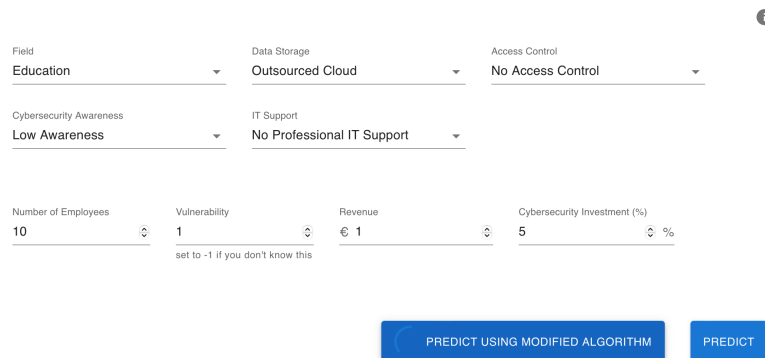 Field Data Storage Access Control
Education Outsourced Cloud No Access Control
Cybersecurity Awareness IT Support
Low Awareness No Professional IT Support
Number of Employees Vulnerability Revenue Cybersecurity Investment (%)
10 1 € 1 5 %
set to -1 if you don't know this
PREDICT USING MODIFIED ALGORITHM PREDICT